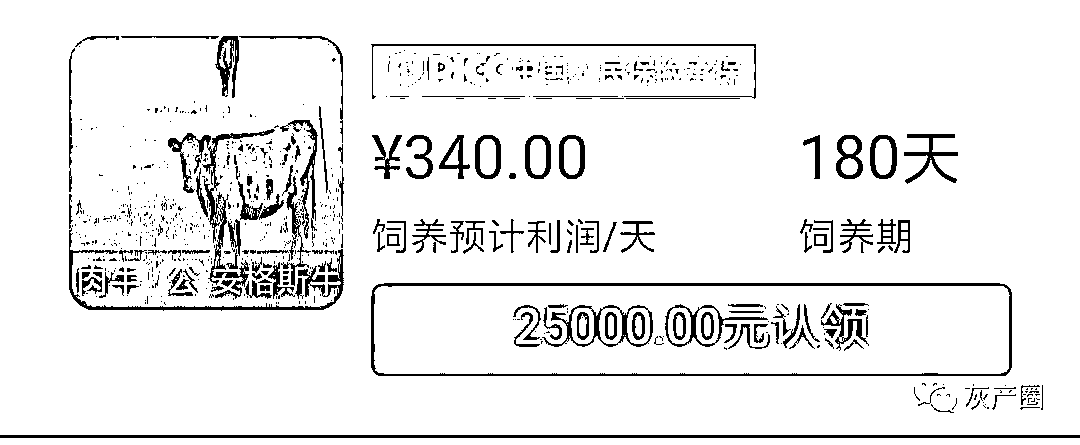 PICC中国人民保险承保
¥340.00
180天
饲养预计利润/天
饲养期
肉牛 公 安格斯牛
25000.00元认领
灰产圈